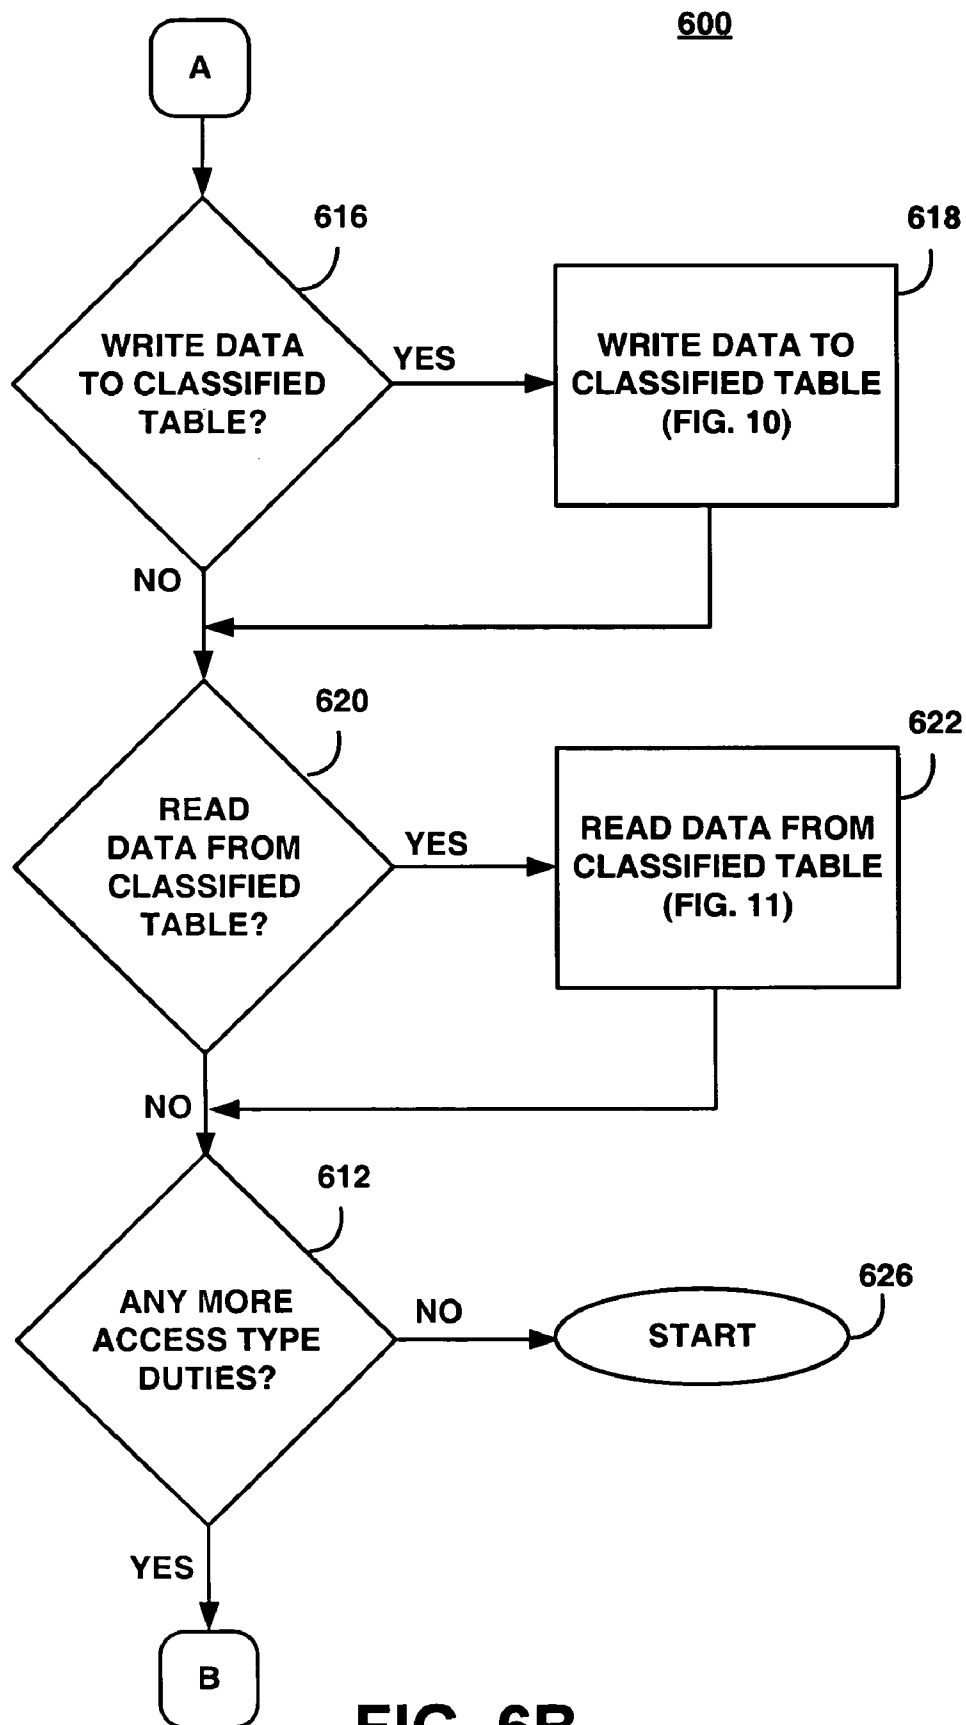 600
A
616
WRITE DATA
TO CLASSIFIED
TABLE?
YES
618
WRITE DATA TO
CLASSIFIED TABLE
(FIG. 10)
NO
620
READ
DATA FROM
CLASSIFIED
TABLE?
YES
622
READ DATA FROM
CLASSIFIED TABLE
(FIG. 11)
NO
612
ANY MORE
ACCESS TYPE
DUTIES?
NO
626
START
YES
B
FIG. 6B